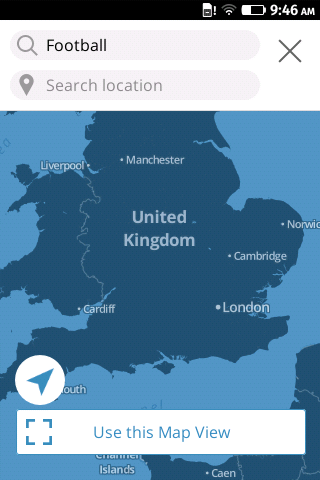 9:46 AM
Football
Search location
Liverpool
Manchester
United
Kingdom
Norwic
Cambridge
Cardiff
London
outh
Use this Map View
Channel
Islands
Caen